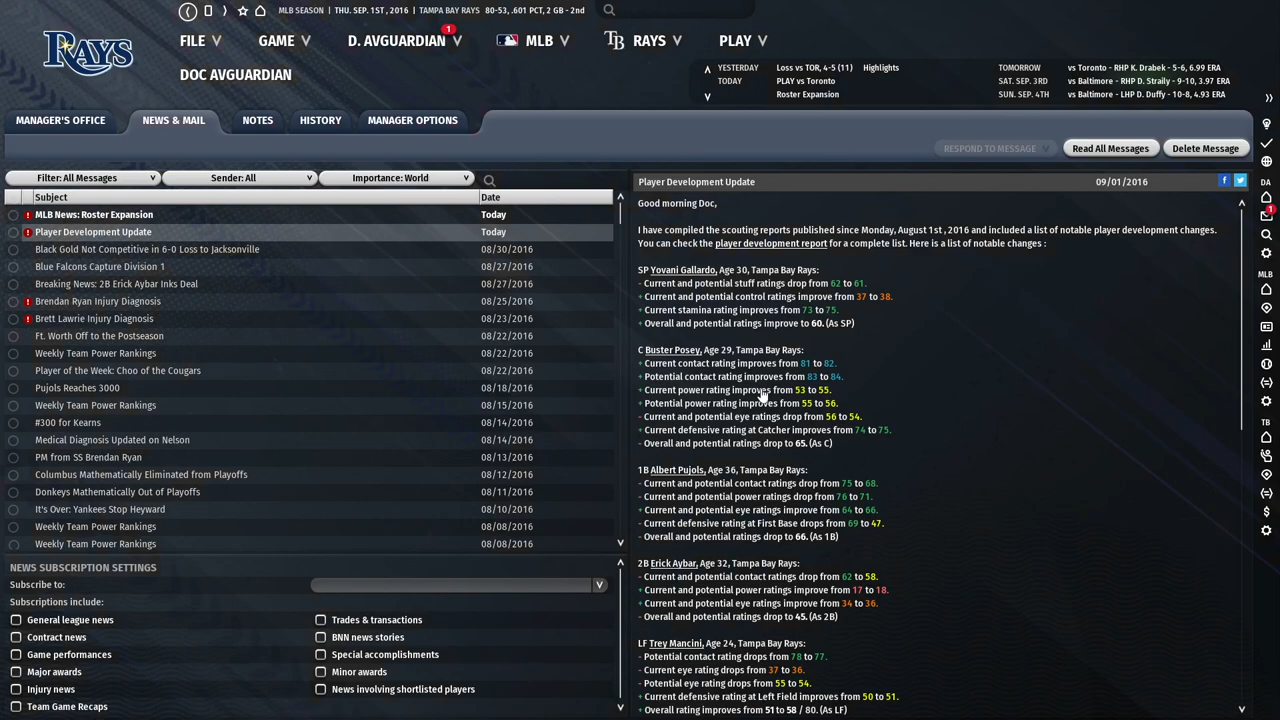 MLB SEASON | THU. SEP. 1ST, 2016 | TAMPA BAY RAYS 80-53, .601 PCT, 2 GB - 2nd
RAYS
FILE
GAME
D. AVGUARDIAN
1
MLB
RAYS
PLAY
DOC AVGUARDIAN
YESTERDAY Loss vs TOR, 4-5 (11) Highlights
TODAY PLAY vs Toronto
Roster Expansion
TOMORROW vs Toronto - RHP K. Drabek - 5-6, 6.99 ERA
SAT. SEP. 3RD vs Baltimore - RHP D. Straily - 9-10, 3.97 ERA
SUN. SEP. 4TH vs Baltimore - LHP D. Duffy - 10-8, 4.93 ERA
MANAGER'S OFFICE
NEWS & MAIL
NOTES
HISTORY
MANAGER OPTIONS
RESPOND TO MESSAGE
Read All Messages
Delete Message
Filter: All Messages
Sender: All
Importance: World
Subject Date
MLB News: Roster Expansion Today
Player Development Update Today
Black Gold Not Competitive in 6-0 Loss to Jacksonville 08/30/2016
Blue Falcons Capture Division 1 08/27/2016
Breaking News: 2B Erick Aybar Inks Deal 08/27/2016
Brendan Ryan Injury Diagnosis 08/25/2016
Brett Lawrie Injury Diagnosis 08/23/2016
Ft. Worth Off to the Postseason 08/22/2016
Weekly Team Power Rankings 08/22/2016
Player of the Week: Choo of the Cougars 08/22/2016
Pujols Reaches 3000 08/18/2016
Weekly Team Power Rankings 08/15/2016
#300 for Kearns 08/14/2016
Medical Diagnosis Updated on Nelson 08/14/2016
PM from SS Brendan Ryan 08/13/2016
Columbus Mathematically Eliminated from Playoffs 08/12/2016
Donkeys Mathematically Out of Playoffs 08/11/2016
It's Over: Yankees Stop Heyward 08/10/2016
Weekly Team Power Rankings 08/08/2016
Weekly Team Power Rankings 08/08/2016
NEWS SUBSCRIPTION SETTINGS
Subscribe to:
Subscriptions include:
General league news
Trades & transactions
Contract news
BNN news stories
Game performances
Special accomplishments
Major awards
Minor awards
Injury news
News involving shortlisted players
Team Game Recaps
Player Development Update 09/01/2016
Good morning Doc,
I have compiled the scouting reports published since Monday, August 1st, 2016 and included a list of notable player development changes.
You can check the player development report for a complete list. Here is a list of notable changes :
SP Yovani Gallardo, Age 30, Tampa Bay Rays:
- Current and potential stuff ratings drop from 62 to 61.
+ Current and potential control ratings improve from 37 to 38.
+ Current stamina rating improves from 73 to 75.
+ Overall and potential ratings improve to 60. (As SP)
C Buster Posey, Age 29, Tampa Bay Rays:
+ Current contact rating improves from 81 to 82.
+ Potential contact rating improves from 83 to 84.
+ Current power rating improves from 53 to 55.
+ Potential power rating improves from 55 to 56.
- Current and potential eye ratings drop from 56 to 54.
+ Current defensive rating at Catcher improves from 74 to 75.
- Overall and potential ratings drop to 65. (As C)
1B Albert Pujols, Age 36, Tampa Bay Rays:
- Current and potential contact ratings drop from 75 to 68.
- Current and potential power ratings drop from 76 to 71.
+ Current and potential eye ratings improve from 64 to 66.
- Current defensive rating at First Base drops from 69 to 47.
- Overall and potential ratings drop to 66. (As 1B)
2B Erick Aybar, Age 32, Tampa Bay Rays:
- Current and potential contact ratings drop from 62 to 58.
+ Current and potential power ratings improve from 17 to 18.
+ Current and potential eye ratings improve from 34 to 36.
- Overall and potential ratings drop to 45. (As 2B)
LF Trey Mancini, Age 24, Tampa Bay Rays:
- Potential contact rating drops from 78 to 77.
- Current eye rating drops from 37 to 36.
- Potential eye rating drops from 55 to 54.
+ Current defensive rating at Left Field improves from 50 to 51.
+ Overall rating improves from 51 to 58 / 80. (As LF)
DA
1
MLB
TB